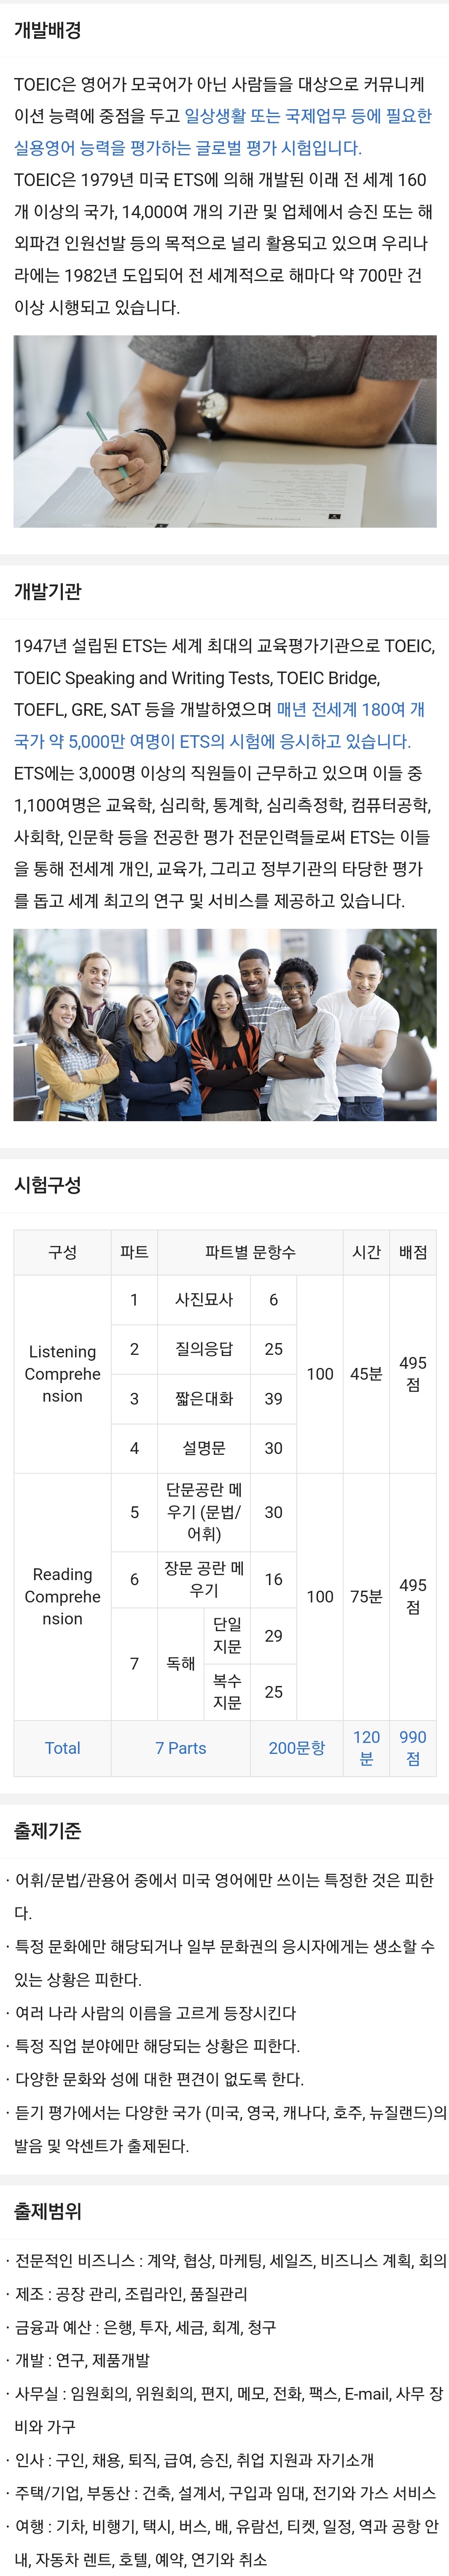 개발배경
TOEIC은 영어가 모국어가 아닌 사람들을 대상으로 커뮤니케
이션 능력에 중점을 두고 일상생활 또는 국제업무 등에 필요한
실용영어 능력을 평가하는 글로벌 평가 시험입니다.
TOEIC은 1979년 미국 ETS에 의해 개발된 이래 전 세계 160
개 이상의 국가, 14,000여 개의 기관 및 업체에서 승진 또는 해
외파견 인원선발 등의 목적으로 널리 활용되고 있으며 우리나
라에는 1982년 도입되어 전 세계적으로 해마다 약 700만 건
이상 시행되고 있습니다.
개발기관
1947년 설립된 ETS는 세계 최대의 교육평가기관으로 TOEIC,
TOEIC Speaking and Writing Tests, TOEIC Bridge,
TOEFL, GRE, SAT 등을 개발하였으며 매년 전세계 180여 개
국가 약 5,000만 여명이 ETS의 시험에 응시하고 있습니다.
ETS에는 3,000명 이상의 직원들이 근무하고 있으며 이들 중
1,100여명은 교육학, 심리학, 통계학, 심리측정학, 컴퓨터공학,
사회학, 인문학 등을 전공한 평가 전문인력들로써 ETS는 이들
을 통해 전세계 개인, 교육가, 그리고 정부기관의 타당한 평가
를 돕고 세계 최고의 연구 및 서비스를 제공하고 있습니다.
시험구성
구성 파트 파트별 문항수 시간 배점
1 사진묘사 6
2 질의응답 25
Listening
Comprehe
nsion
100 45분 495
점
3 짧은대화 39
4 설명문 30
단문공란 메
5 우기 (문법/ 30
어휘)
장문 공란 메
6 16
우기
Reading
Comprehe
nsion
100 75분 495
점
7 독해
단일
지문
29
복수
지문
25
Total 7 Parts 200문항 120
분
990
점
출제기준
· 어휘/문법/관용어 중에서 미국 영어에만 쓰이는 특정한 것은 피한
다.
· 특정 문화에만 해당되거나 일부 문화권의 응시자에게는 생소할 수
있는 상황은 피한다.
· 여러 나라 사람의 이름을 고르게 등장시킨다
· 특정 직업 분야에만 해당되는 상황은 피한다.
· 다양한 문화와 성에 대한 편견이 없도록 한다.
· 듣기 평가에서는 다양한 국가 (미국, 영국, 캐나다, 호주, 뉴질랜드)의
발음 및 악센트가 출제된다.
출제범위
· 전문적인 비즈니스 : 계약, 협상, 마케팅, 세일즈, 비즈니스 계획, 회의
· 제조 : 공장 관리, 조립라인, 품질관리
· 금융과 예산 : 은행, 투자, 세금, 회계, 청구
· 개발 : 연구, 제품개발
· 사무실 : 임원회의, 위원회의, 편지, 메모, 전화, 팩스, E-mail, 사무 장
비와 가구
· 인사 : 구인, 채용, 퇴직, 급여, 승진, 취업 지원과 자기소개
· 주택/기업, 부동산 : 건축, 설계서, 구입과 임대, 전기와 가스 서비스
· 여행 : 기차, 비행기, 택시, 버스, 배, 유람선, 티켓, 일정, 역과 공항 안
내, 자동차 렌트, 호텔, 예약, 연기와 취소